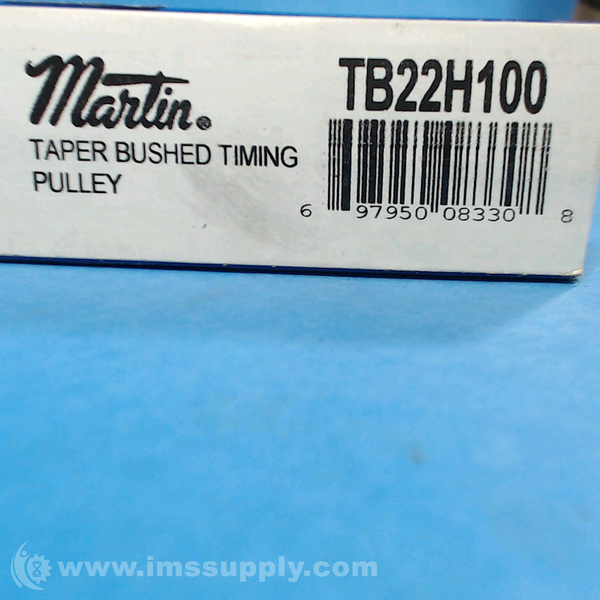 Martin®
TAPER BUSHED TIMING
PULLEY
TB22H100
6 97950 08330 8
www.imssupply.com